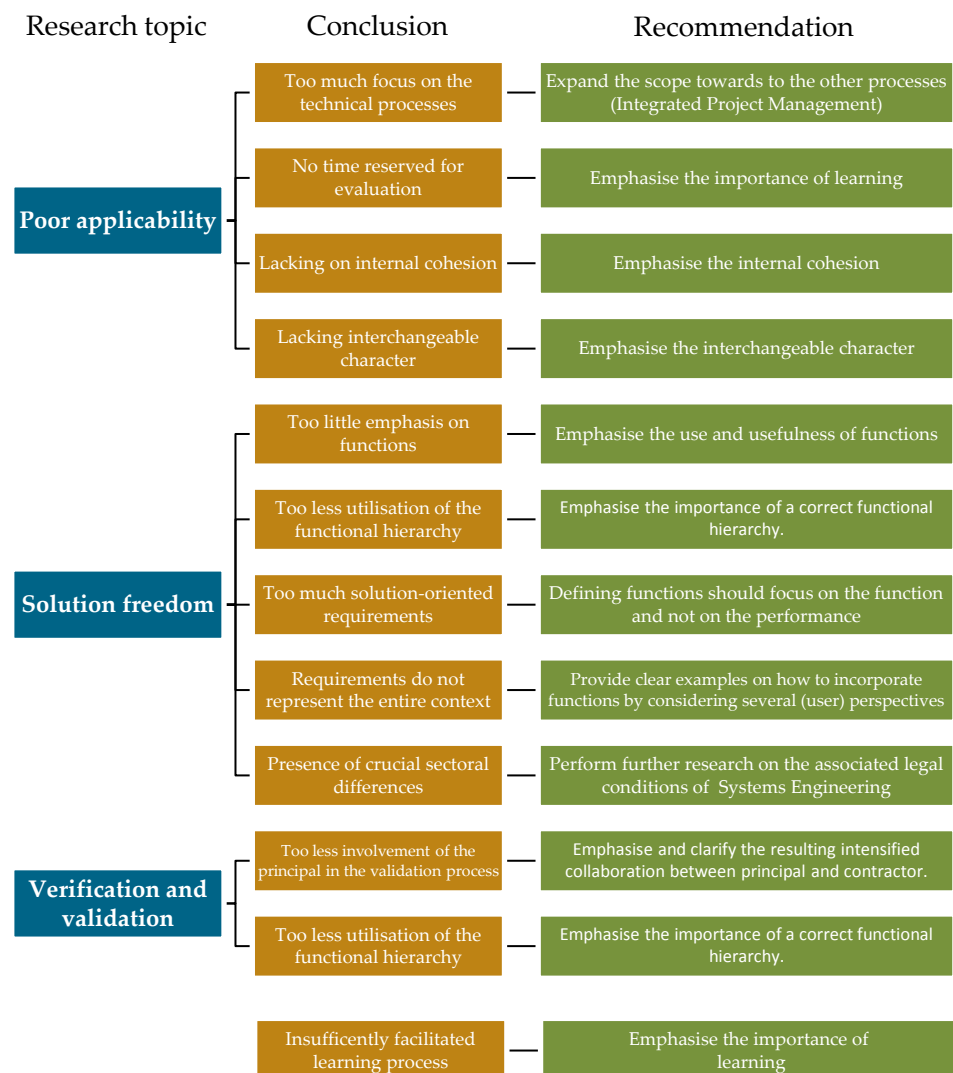 Research topic
Conclusion
Recommendation
Too much focus on the
technical processes
Expand the scope towards to the other processes
(Integrated Project Management)
No time reserved for
evaluation
Emphasise the importance of learning
Poor applicability
Lacking on internal cohesion
Emphasise the internal cohesion
Lacking interchangeable
character
Emphasise the interchangeable character
Too little emphasis on
functions
Emphasise the use and usefulness of functions
Too less utilisation of the
functional hierarchy
Emphasise the importance of a correct functional
hierarchy.
Solution freedom
Too much solution-oriented
requirements
Defining functions should focus on the function
and not on the performance
Requirements do not
represent the entire context
Provide clear examples on how to incorporate
functions by considering several (user) perspectives
Presence of crucial sectoral
differences
Perform further research on the associated legal
conditions of Systems Engineering
Too less involvement of the
principal in the validation process
Emphasise and clarify the resulting intensified
collaboration between principal and contractor.
Verification and
validation
Too less utilisation of the
functional hierarchy
Emphasise the importance of a correct functional
hierarchy.
Insufficently facilitated
learning process
Emphasise the importance of
learning